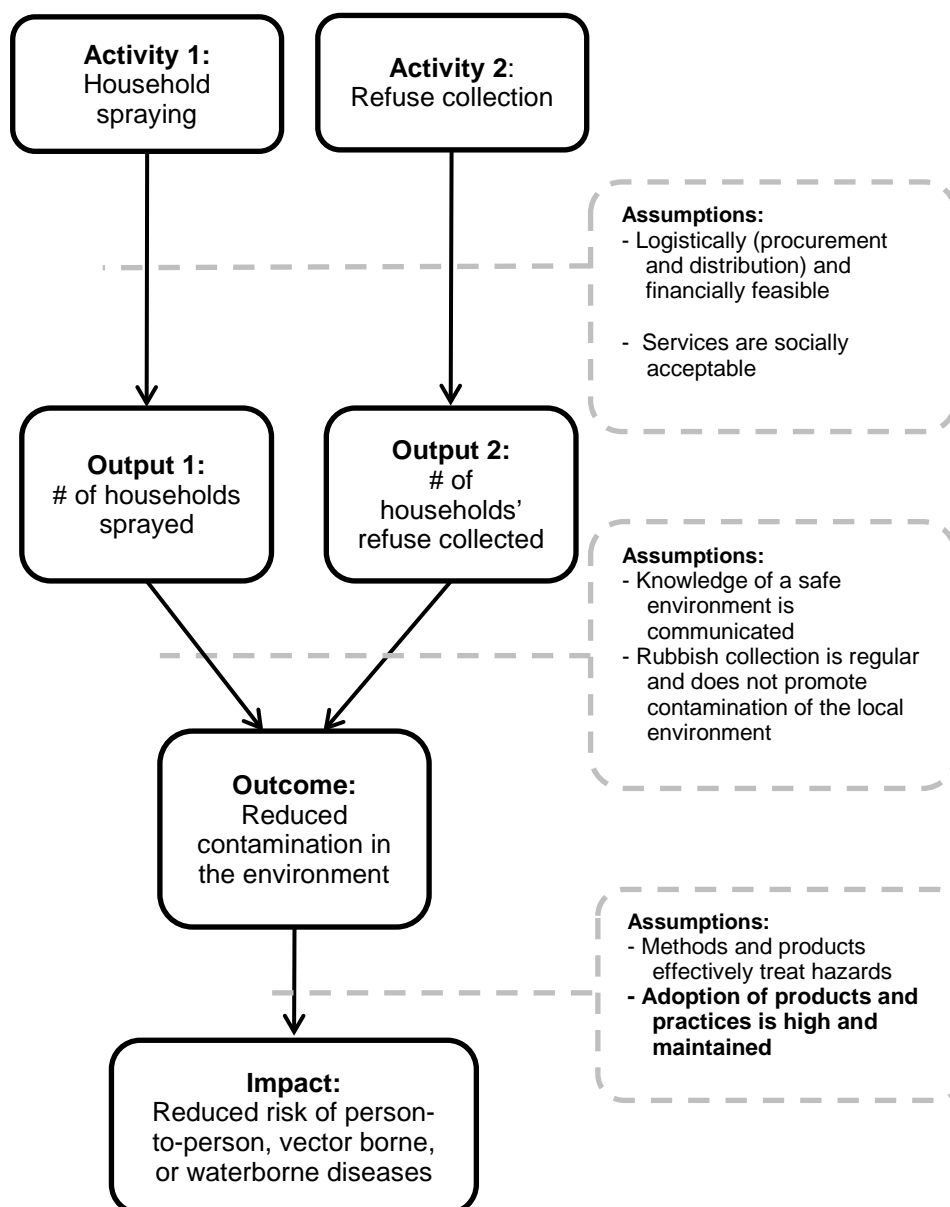 Activity 1:
Household
spraying
Activity 2:
Refuse collection
Assumptions:
- Logistically (procurement
and distribution) and
financially feasible
- Services are socially
acceptable
Output 1:
# of households
sprayed
Output 2:
# of
households’
refuse collected
Assumptions:
- Knowledge of a safe
environment is
communicated
- Rubbish collection is regular
and does not promote
contamination of the local
environment
Outcome:
Reduced
contamination in
the environment
Assumptions:
- Methods and products
effectively treat hazards
- Adoption of products and
practices is high and
maintained
Impact:
Reduced risk of person-
to-person, vector borne,
or waterborne diseases